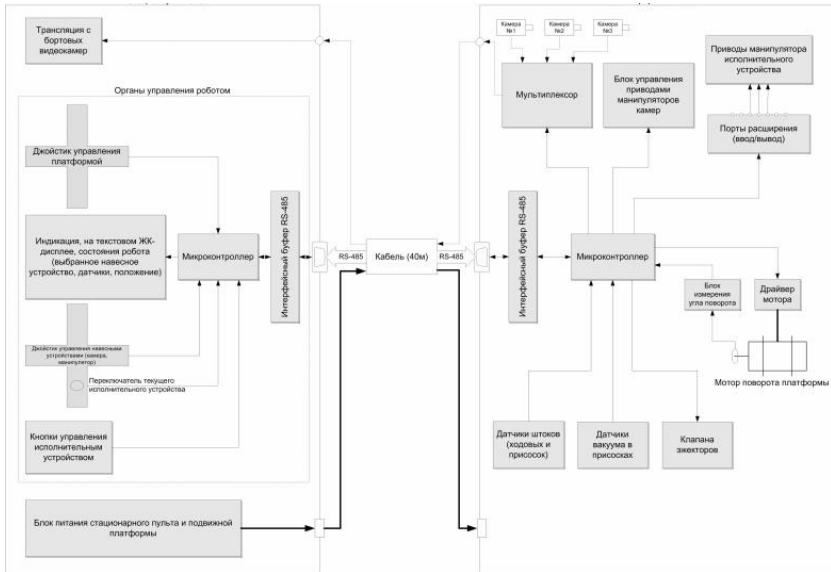 Трансляция с
бортовых
видеокамер
Органы управления роботом
Джойстик управления
платформой
Индикация, на текстовом ЖК-
дисплее, состояния робота
(выбранное навесное
устройство, датчики, положение)
Микроконтроллер
Интерфейсный буфер RS-485
Джойстик управления навесными
устройствами (камера,
манипулятор)
Переключатель текущего
исполнительного устройства
Кнопки управления
исполнительным
устройством
Блок питания стационарного пульта и подвижной
платформы
RS-485
Кабель (40м)
RS-485
Камера
№1
Камера
№2
Камера
№3
Мультиплексор
Блок управления
приводами
манипуляторов
камер
Приводы манипулятора
исполнительного
устройства
Порты расширения
(ввод/вывод)
Интерфейсный буфер RS-485
Микроконтроллер
Блок
измерения
угла поворота
Драйвер
мотора
Мотор поворота платформы
Датчики штоков
(ходовых и
присосок)
Датчики
вакуума в
присосках
Клапана
эжекторов